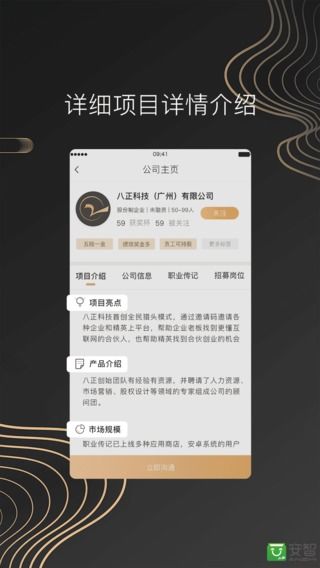 详细项目详情介绍
09:41
公司主页
八正科技（广州）有限公司
股份制企业 | 未融资 | 50-99人
59 获奖杯 59 被关注
关注
五险一金 绩效奖金多 员工可持股 更多标签
项目介绍 公司信息 职业传记 招募岗位
项目亮点
八正科技首创全民猎头模式，通过邀请码邀请各
种企业和精英上平台，帮助企业老板找到更懂互
联网的合伙人，也帮助精英找到合伙创业的机会
产品介绍
八正创始团队有经验有资源，并聘请了人力资源、
市场营销、股权设计等领域的专家组成公司的顾
问团。
市场规模
职业传记已上线多种应用商店，安卓系统的用户
立即沟通
安智